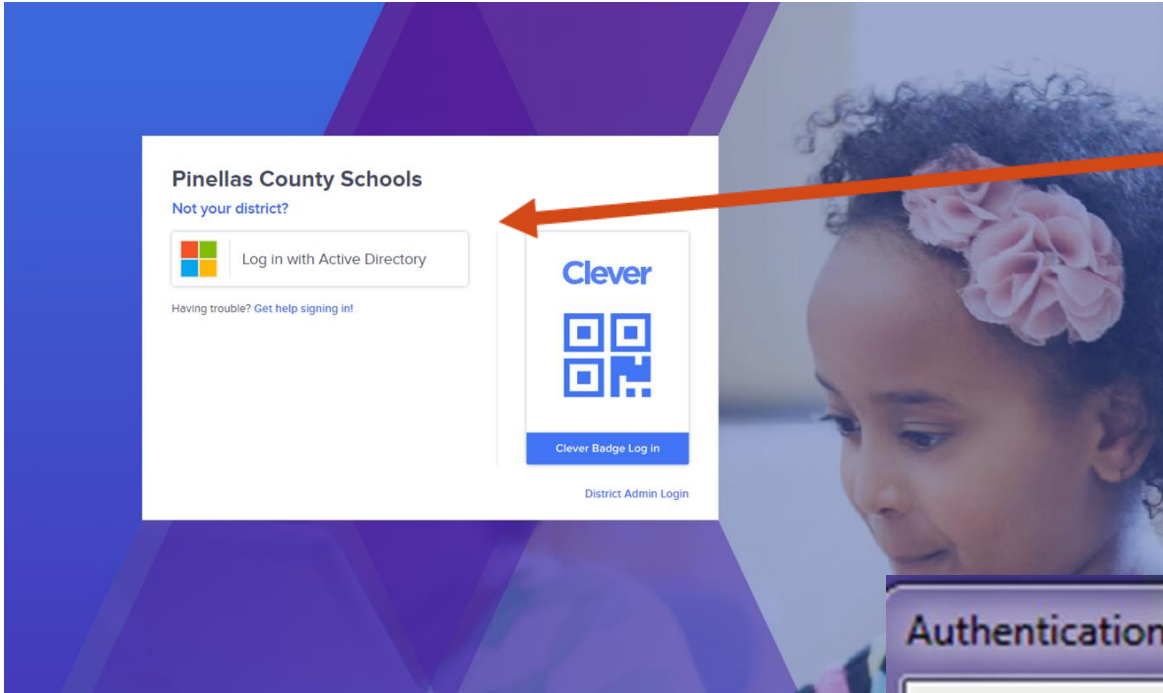 Pinellas County Schools
Not your district?
Log in with Active Directory
Having trouble? Get help signing in!
Clever
Clever Badge Log in
District Admin Login
Authentication